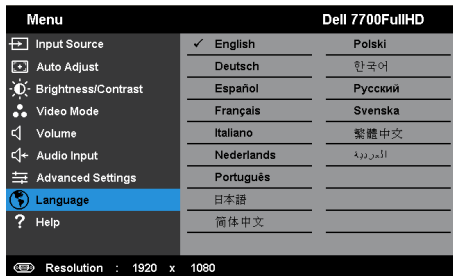 Menu
Dell 7700FullHD
Input Source
Auto Adjust
Brightness/Contrast
Video Mode
Volume
Audio Input
Advanced Settings
Language
Help
✓ English
Deutsch
Español
Français
Italiano
Nederlands
Português
日本語
简体中文
Polski
한국어
Русский
Svenska
繁體中文
العربية
Resolution : 1920 x 1080